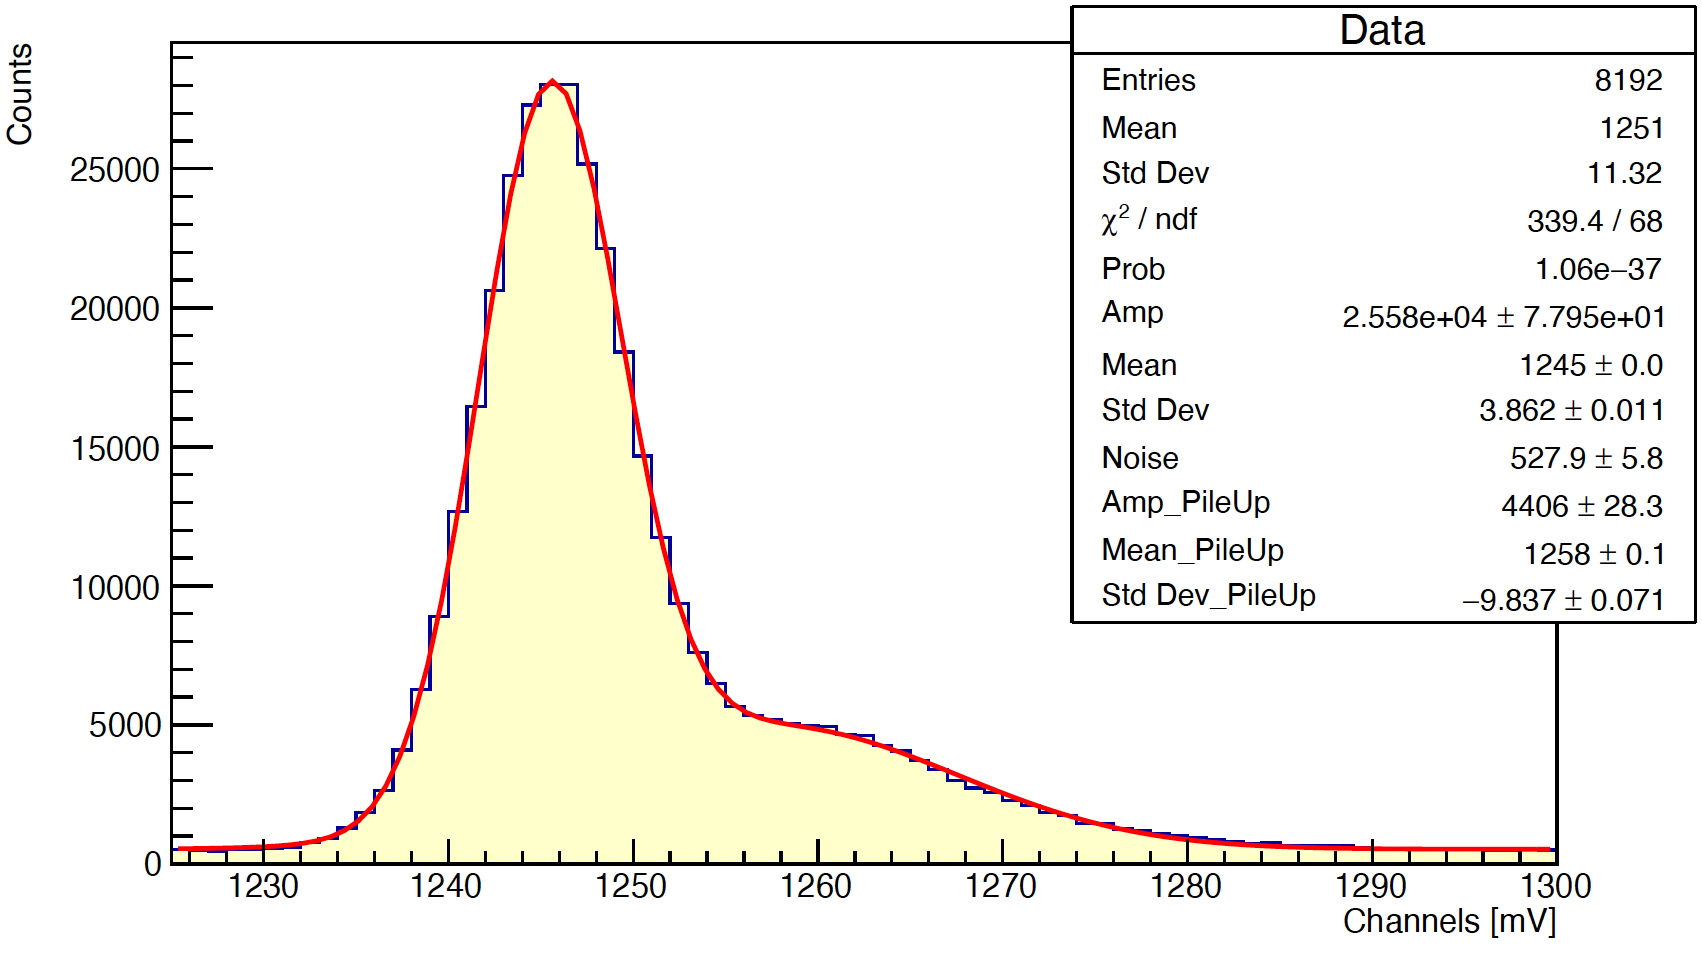 Counts
Data
Entries 8192
Mean 1251
Std Dev 11.32
χ² / ndf 339.4 / 68
Prob 1.06e−37
Amp 2.558e+04 ± 7.795e+01
Mean 1245 ± 0.0
Std Dev 3.862 ± 0.011
Noise 527.9 ± 5.8
Amp_PileUp 4406 ± 28.3
Mean_PileUp 1258 ± 0.1
Std Dev_PileUp −9.837 ± 0.071
25000
20000
15000
10000
5000
0
1230 1240 1250 1260 1270 1280 1290 1300
Channels [mV]